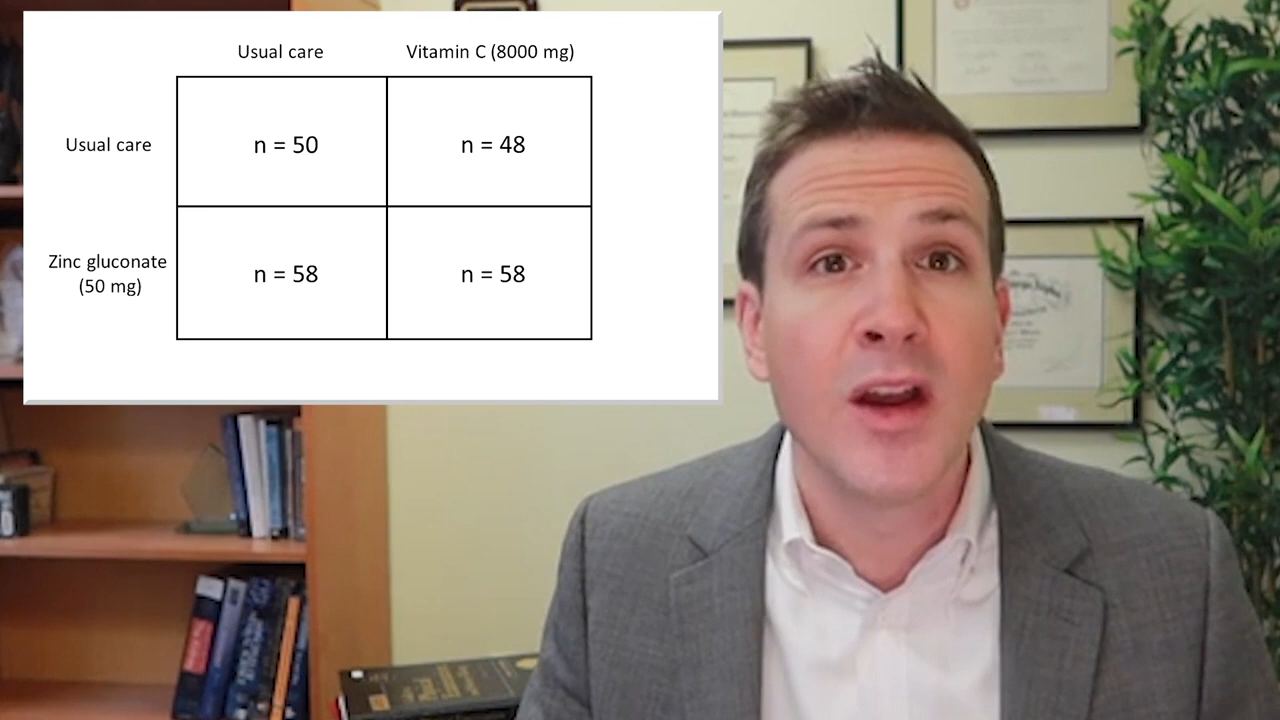 Usual care
Vitamin C (8000 mg)
Usual care
n = 50
n = 48
Zinc gluconate
(50 mg)
n = 58
n = 58